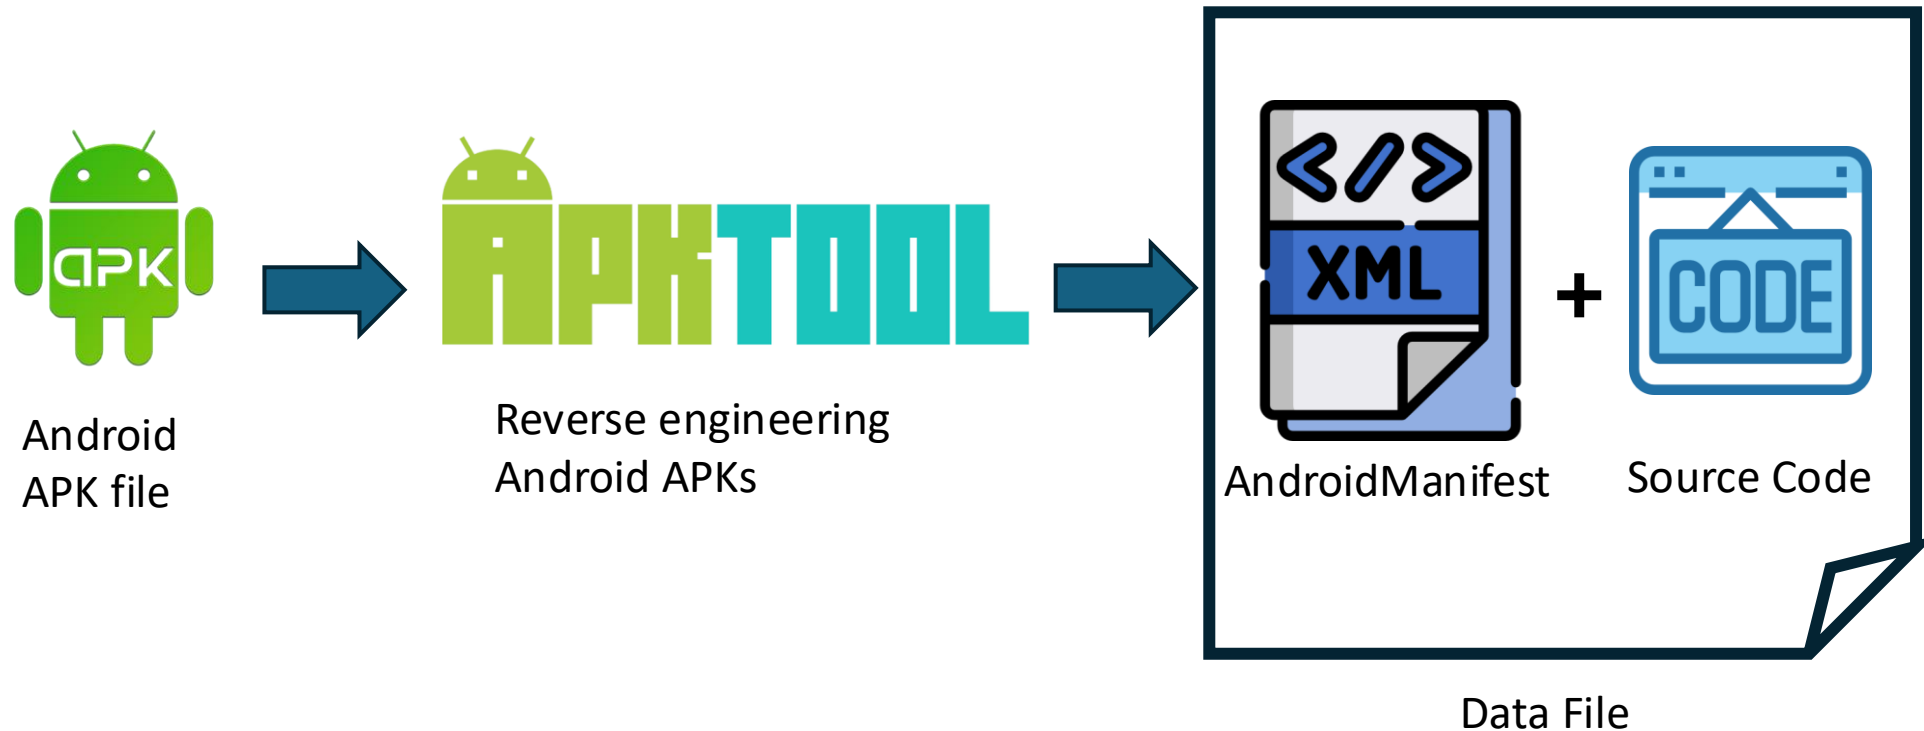 APK
Android
APK file
APKTOOL
Reverse engineering
Android APKs
</>
XML
AndroidManifest
+
CODE
Source Code
Data File